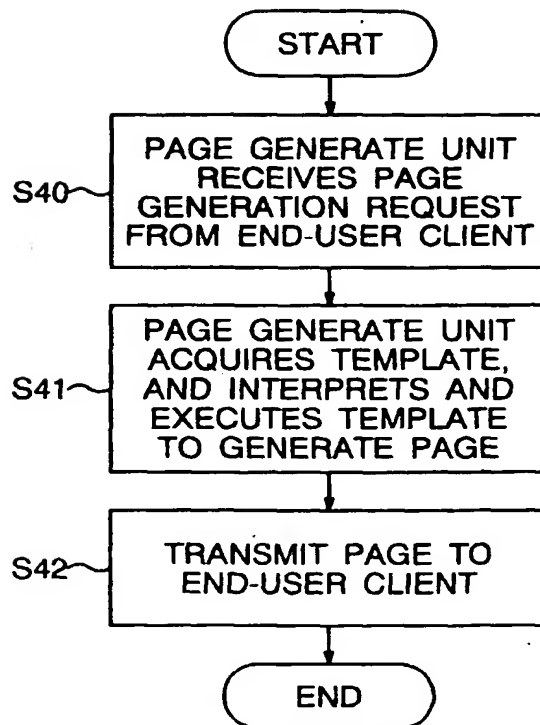 START
PAGE GENERATE UNIT
RECEIVES PAGE
GENERATION REQUEST
FROM END-USER CLIENT
S40
PAGE GENERATE UNIT
ACQUIRES TEMPLATE,
AND INTERPRETS AND
EXECUTES TEMPLATE
TO GENERATE PAGE
S41
TRANSMIT PAGE TO
END-USER CLIENT
S42
END